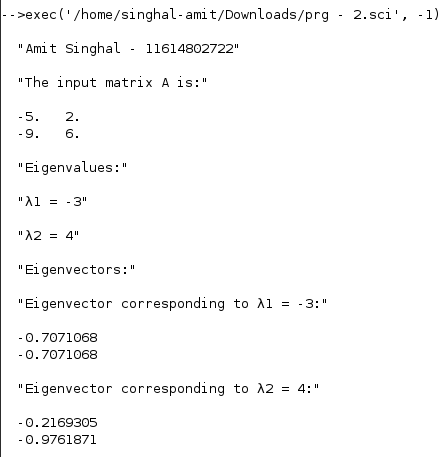 -->exec('/home/singhal-amit/Downloads/prg - 2.sci', -1)
"Amit Singhal - 11614802722"
"The input matrix A is:"
-5. 2.
-9. 6.
"Eigenvalues:"
"λ1 = -3"
"λ2 = 4"
"Eigenvectors:"
"Eigenvector corresponding to λ1 = -3:"
-0.7071068
-0.7071068
"Eigenvector corresponding to λ2 = 4:"
-0.2169305
-0.9761871